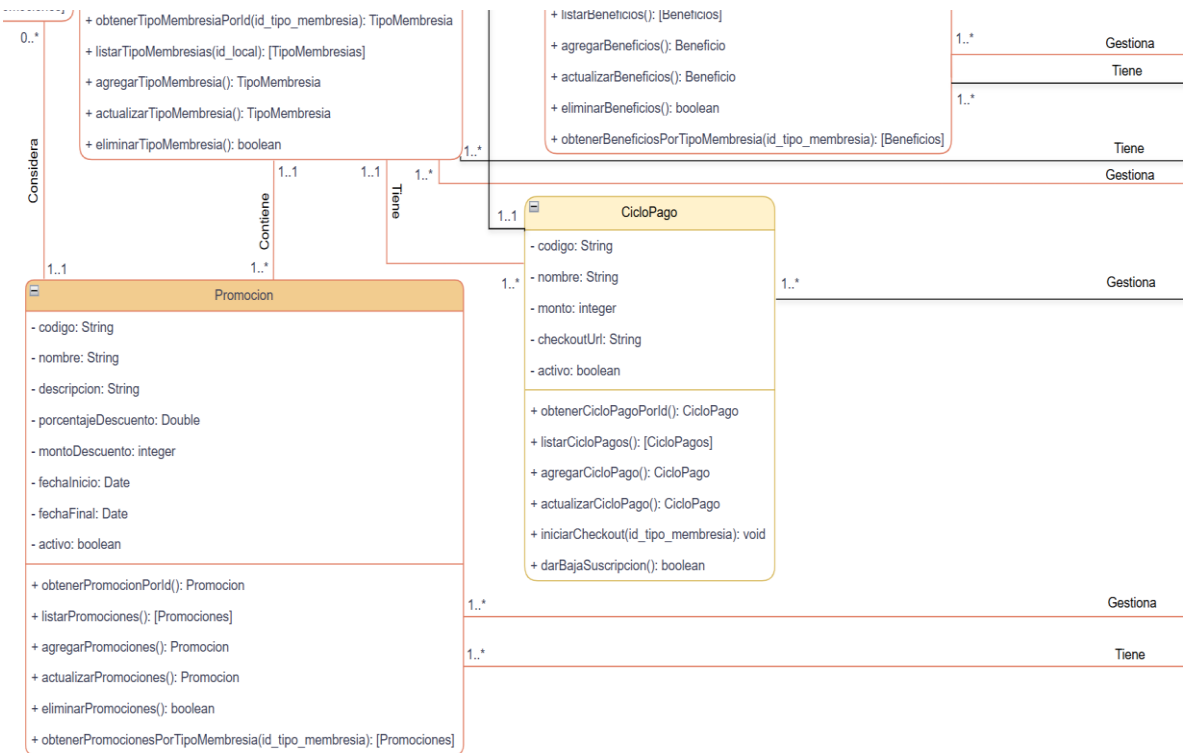 0..*
Considera
1..1
+ obtenerTipoMembresiaPorId(id_tipo_membresia): TipoMembresia
+ listarTipoMembresias(id_local): [TipoMembresias]
+ agregarTipoMembresia(): TipoMembresia
+ actualizarTipoMembresia(): TipoMembresia
+ eliminarTipoMembresia(): boolean
1..1
Contiene
1..*
1..1
Tiene
1..*
1..*
1..*
+ listarBeneficios(): [Beneficios]
+ agregarBeneficios(): Beneficio
+ actualizarBeneficios(): Beneficio
+ eliminarBeneficios(): boolean
+ obtenerBeneficiosPorTipoMembresia(id_tipo_membresia): [Beneficios]
1..*
Gestiona
Tiene
1..*
Tiene
Gestiona
1..1
CicloPago
- codigo: String
- nombre: String
- monto: integer
- checkoutUrl: String
- activo: boolean
+ obtenerCicloPagoPorId(): CicloPago
+ listarCicloPagos(): [CicloPagos]
+ agregarCicloPago(): CicloPago
+ actualizarCicloPago(): CicloPago
+ iniciarCheckout(id_tipo_membresia): void
+ darBajaSuscripcion(): boolean
1..*
Gestiona
Promocion
- codigo: String
- nombre: String
- descripcion: String
- porcentajeDescuento: Double
- montoDescuento: integer
- fechaInicio: Date
- fechaFinal: Date
- activo: boolean
+ obtenerPromocionPorId(): Promocion
+ listarPromociones(): [Promociones]
+ agregarPromociones(): Promocion
+ actualizarPromociones(): Promocion
+ eliminarPromociones(): boolean
+ obtenerPromocionesPorTipoMembresia(id_tipo_membresia): [Promociones]
1..*
Gestiona
1..*
Tiene